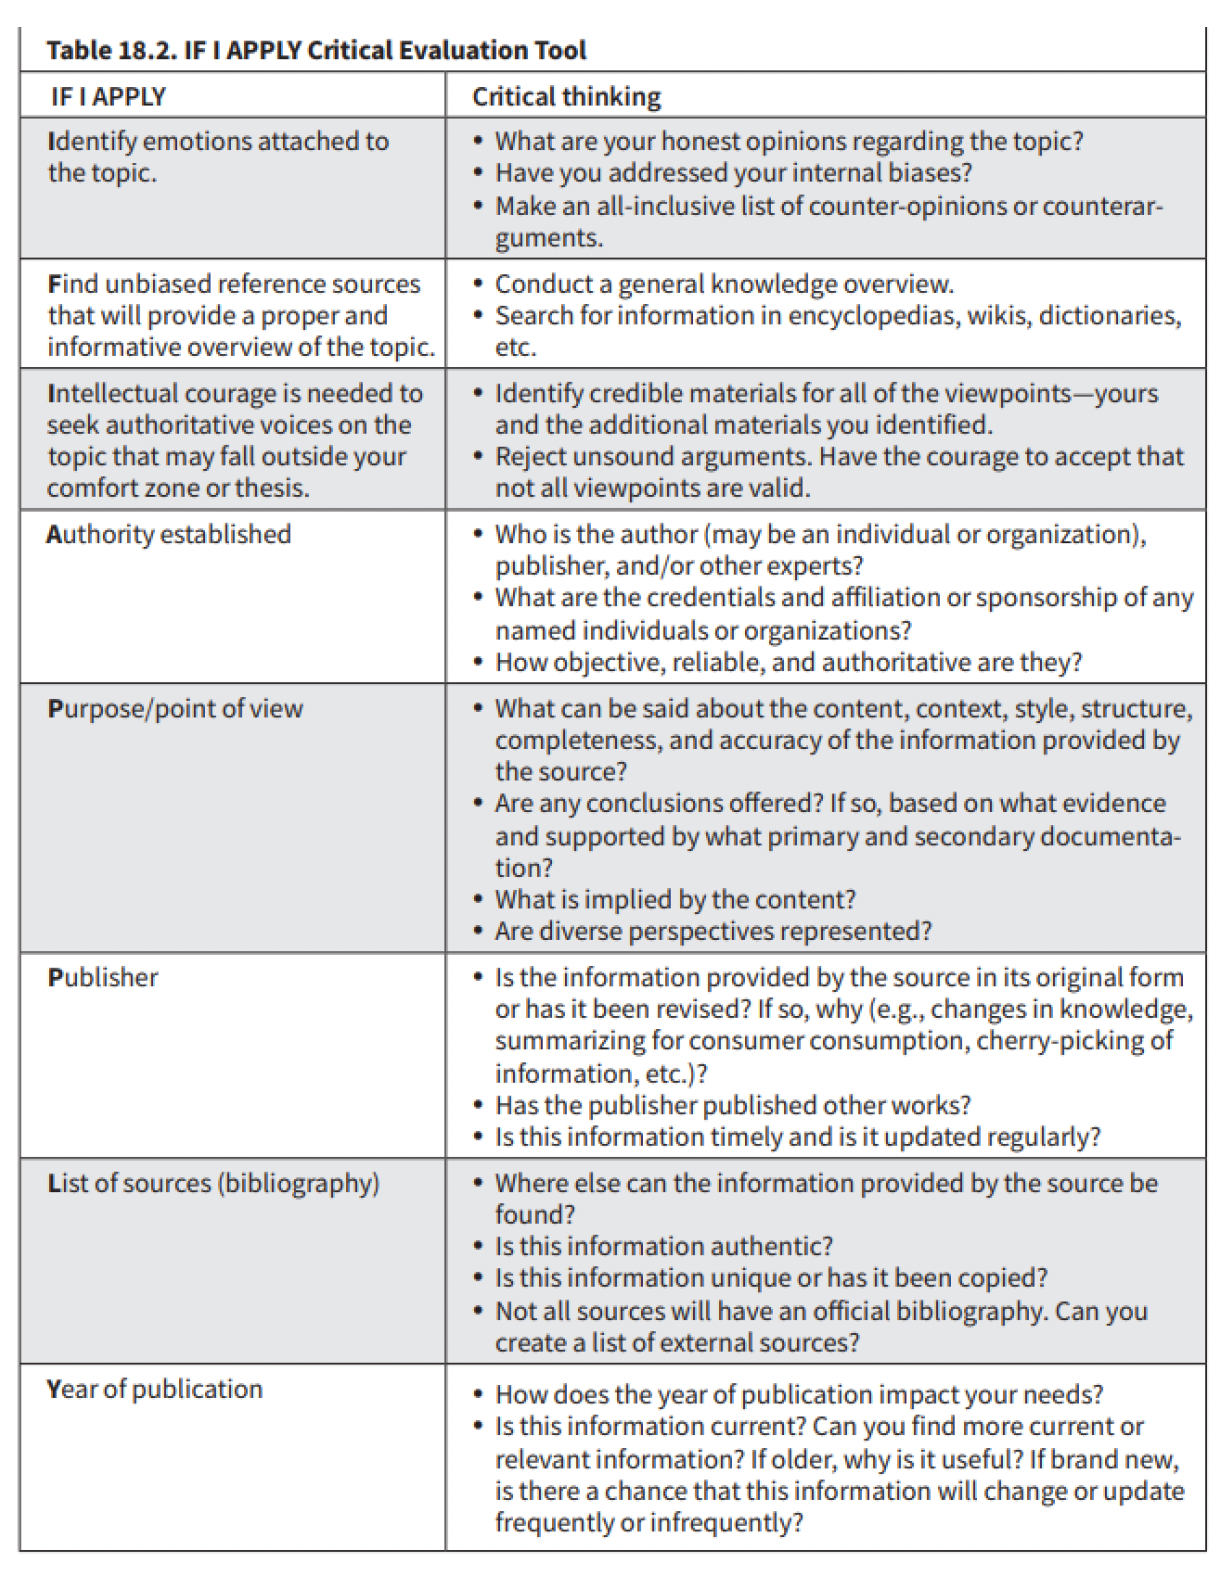 Table 18.2. IF I APPLY Critical Evaluation Tool
IF I APPLY
Critical thinking
Identify emotions attached to
the topic.
• What are your honest opinions regarding the topic?
• Have you addressed your internal biases?
• Make an all-inclusive list of counter-opinions or counterar-
guments.
Find unbiased reference sources
that will provide a proper and
informative overview of the topic.
• Conduct a general knowledge overview.
• Search for information in encyclopedias, wikis, dictionaries,
etc.
Intellectual courage is needed to
seek authoritative voices on the
topic that may fall outside your
comfort zone or thesis.
• Identify credible materials for all of the viewpoints—yours
and the additional materials you identified.
• Reject unsound arguments. Have the courage to accept that
not all viewpoints are valid.
Authority established
• Who is the author (may be an individual or organization),
publisher, and/or other experts?
• What are the credentials and affiliation or sponsorship of any
named individuals or organizations?
• How objective, reliable, and authoritative are they?
Purpose/point of view
• What can be said about the content, context, style, structure,
completeness, and accuracy of the information provided by
the source?
• Are any conclusions offered? If so, based on what evidence
and supported by what primary and secondary documenta-
tion?
• What is implied by the content?
• Are diverse perspectives represented?
Publisher
• Is the information provided by the source in its original form
or has it been revised? If so, why (e.g., changes in knowledge,
summarizing for consumer consumption, cherry-picking of
information, etc.)?
• Has the publisher published other works?
• Is this information timely and is it updated regularly?
List of sources (bibliography)
• Where else can the information provided by the source be
found?
• Is this information authentic?
• Is this information unique or has it been copied?
• Not all sources will have an official bibliography. Can you
create a list of external sources?
Year of publication
• How does the year of publication impact your needs?
• Is this information current? Can you find more current or
relevant information? If older, why is it useful? If brand new,
is there a chance that this information will change or update
frequently or infrequently?